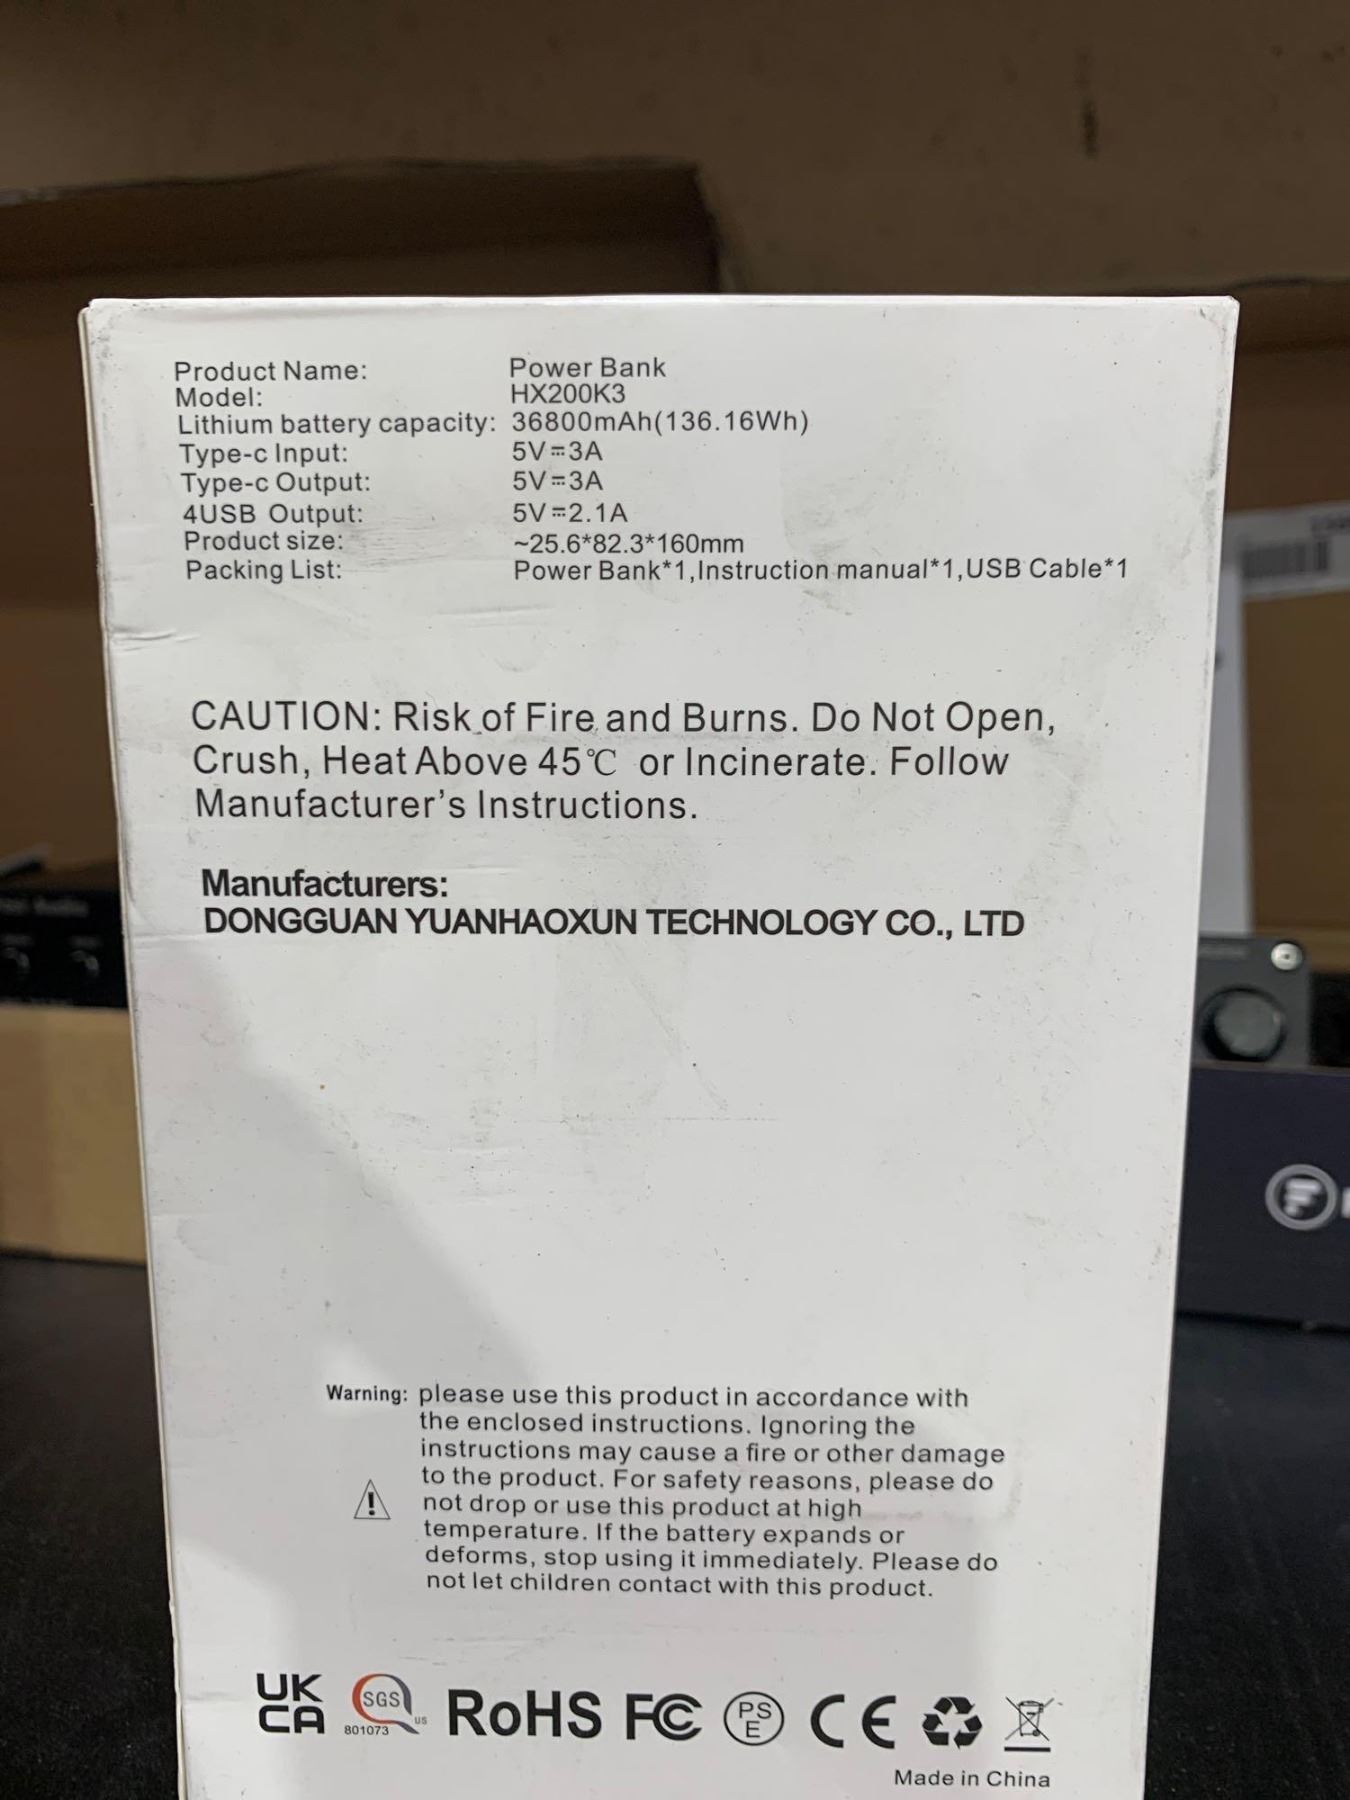 Product Name: Power Bank
Model: HX200K3
Lithium battery capacity: 36800mAh(136.16Wh)
Type-c Input: 5V⎓3A
Type-c Output: 5V⎓3A
4USB Output: 5V⎓2.1A
Product size: ~25.6*82.3*160mm
Packing List: Power Bank*1,Instruction manual*1,USB Cable*1
CAUTION: Risk of Fire and Burns. Do Not Open,
Crush, Heat Above 45℃ or Incinerate. Follow
Manufacturer's Instructions.
Manufacturers:
DONGGUAN YUANHAOXUN TECHNOLOGY CO., LTD
Warning: please use this product in accordance with
the enclosed instructions. Ignoring the
instructions may cause a fire or other damage
to the product. For safety reasons, please do
not drop or use this product at high
temperature. If the battery expands or
deforms, stop using it immediately. Please do
not let children contact with this product.
UK
CA
SGS
801073 US
RoHS FC PS
E CE
Made in China